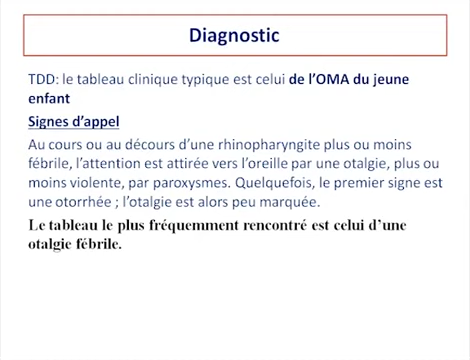 Diagnostic
TDD: le tableau clinique typique est celui de l'OMA du jeune
enfant
Signes d'appel
Au cours ou au décours d'une rhinopharyngite plus ou moins
fébrile, l'attention est attirée vers l'oreille par une otalgie, plus ou
moins violente, par paroxysmes. Quelquefois, le premier signe est
une otorrhée ; l'otalgie est alors peu marquée.
Le tableau le plus fréquemment rencontré est celui d'une
otalgie fébrile.